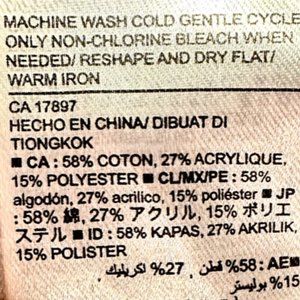 MACHINE WASH COLD GENTLE CYCLE
ONLY NON-CHLORINE BLEACH WHEN
NEEDED/ RESHAPE AND DRY FLAT/
WARM IRON
CA 17897
HECHO EN CHINA/ DIBUAT DI
TIONGKOK
■ CA : 58% COTON, 27% ACRYLIQUE,
15% POLYESTER ■ CL/MX/PE : 58%
algodón, 27% acrilico, 15% poliéster ■ JP
: 58% 綿, 27% アクリル, 15% ポリエ
ステル ■ ID : 58% KAPAS, 27% AKRILIK,
15% POLISTER
■AE : 58% قطن, 27% اكريليك,
15% بوليستر